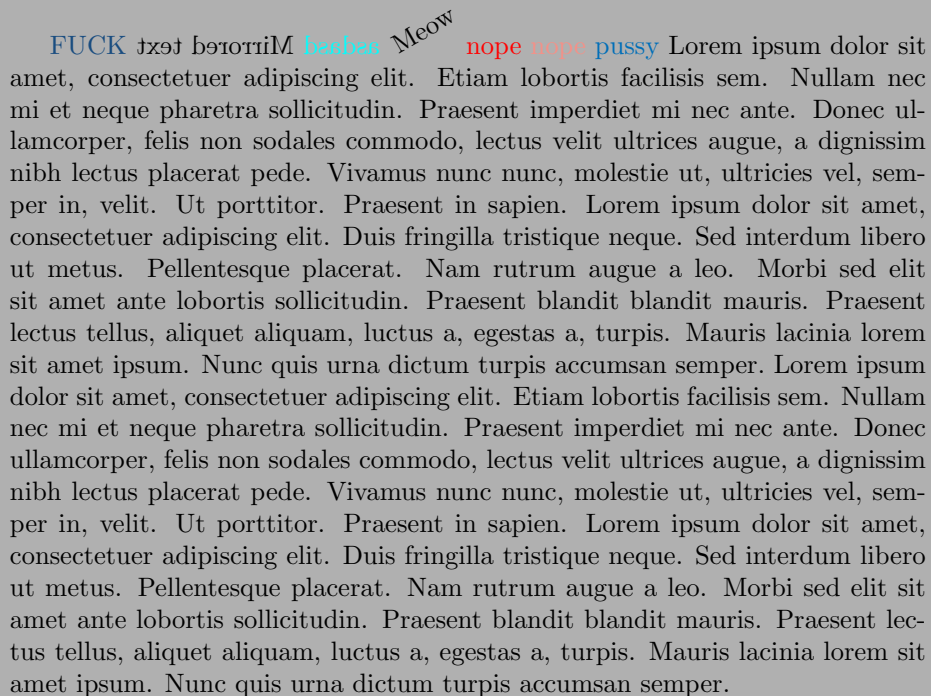 FUCK Mirrored text Meow nope nope pussy Lorem ipsum dolor sit
amet, consectetuer adipiscing elit. Etiam lobortis facilisis sem. Nullam nec
mi et neque pharetra sollicitudin. Praesent imperdiet mi nec ante. Donec ul-
lamcorper, felis non sodales commodo, lectus velit ultrices augue, a dignissim
nibh lectus placerat pede. Vivamus nunc nunc, molestie ut, ultricies vel, sem-
per in, velit. Ut porttitor. Praesent in sapien. Lorem ipsum dolor sit amet,
consectetuer adipiscing elit. Duis fringilla tristique neque. Sed interdum libero
ut metus. Pellentesque placerat. Nam rutrum augue a leo. Morbi sed elit
sit amet ante lobortis sollicitudin. Praesent blandit blandit mauris. Praesent
lectus tellus, aliquet aliquam, luctus a, egestas a, turpis. Mauris lacinia lorem
sit amet ipsum. Nunc quis urna dictum turpis accumsan semper. Lorem ipsum
dolor sit amet, consectetuer adipiscing elit. Etiam lobortis facilisis sem. Nullam
nec mi et neque pharetra sollicitudin. Praesent imperdiet mi nec ante. Donec
ullamcorper, felis non sodales commodo, lectus velit ultrices augue, a dignissim
nibh lectus placerat pede. Vivamus nunc nunc, molestie ut, ultricies vel, sem-
per in, velit. Ut porttitor. Praesent in sapien. Lorem ipsum dolor sit amet,
consectetuer adipiscing elit. Duis fringilla tristique neque. Sed interdum libero
ut metus. Pellentesque placerat. Nam rutrum augue a leo. Morbi sed elit sit
amet ante lobortis sollicitudin. Praesent blandit blandit mauris. Praesent lec-
tus tellus, aliquet aliquam, luctus a, egestas a, turpis. Mauris lacinia lorem sit
amet ipsum. Nunc quis urna dictum turpis accumsan semper.